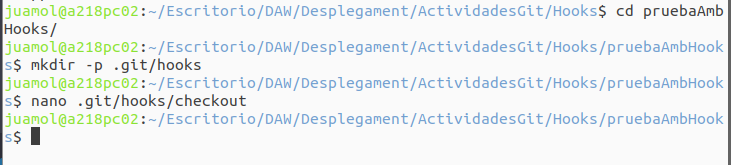 juamol@a218pc02:~/Escritorio/DAW/Desplegament/ActividadesGit/Hooks$ cd pruebaAmb
Hooks/
juamol@a218pc02:~/Escritorio/DAW/Desplegament/ActividadesGit/Hooks/pruebaAmbHook
s$ mkdir -p .git/hooks
juamol@a218pc02:~/Escritorio/DAW/Desplegament/ActividadesGit/Hooks/pruebaAmbHook
s$ nano .git/hooks/checkout
juamol@a218pc02:~/Escritorio/DAW/Desplegament/ActividadesGit/Hooks/pruebaAmbHook
s$